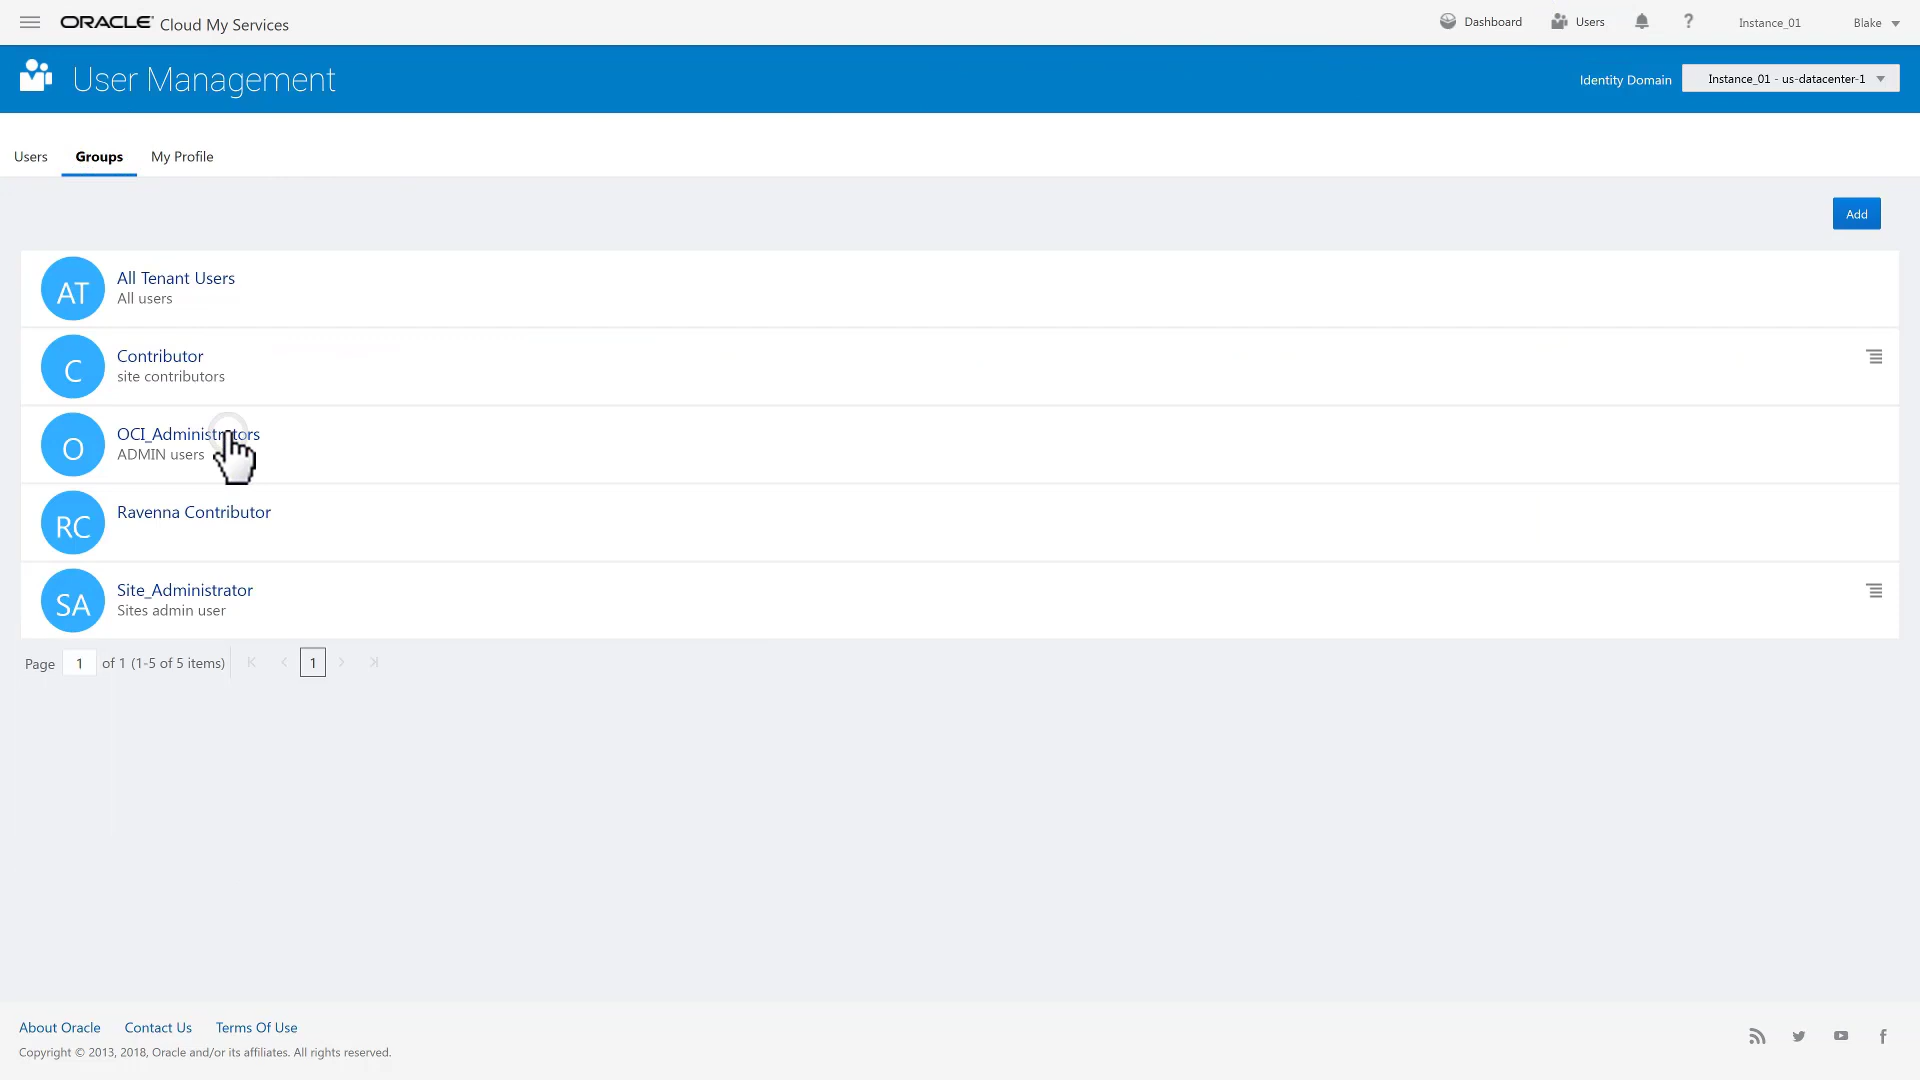 ORACLE Cloud My Services
Dashboard
Users
?
Instance_01
Blake
User Management
Identity Domain
Instance_01 - us-datacenter-1
Users
Groups
My Profile
Add
AT
All Tenant Users
All users
C
Contributor
site contributors
O
OCI_Administrators
ADMIN users
RC
Ravenna Contributor
SA
Site_Administrator
Sites admin user
Page 1 of 1 (1-5 of 5 items) 1
About Oracle
Contact Us
Terms Of Use
Copyright © 2013, 2018, Oracle and/or its affiliates. All rights reserved.